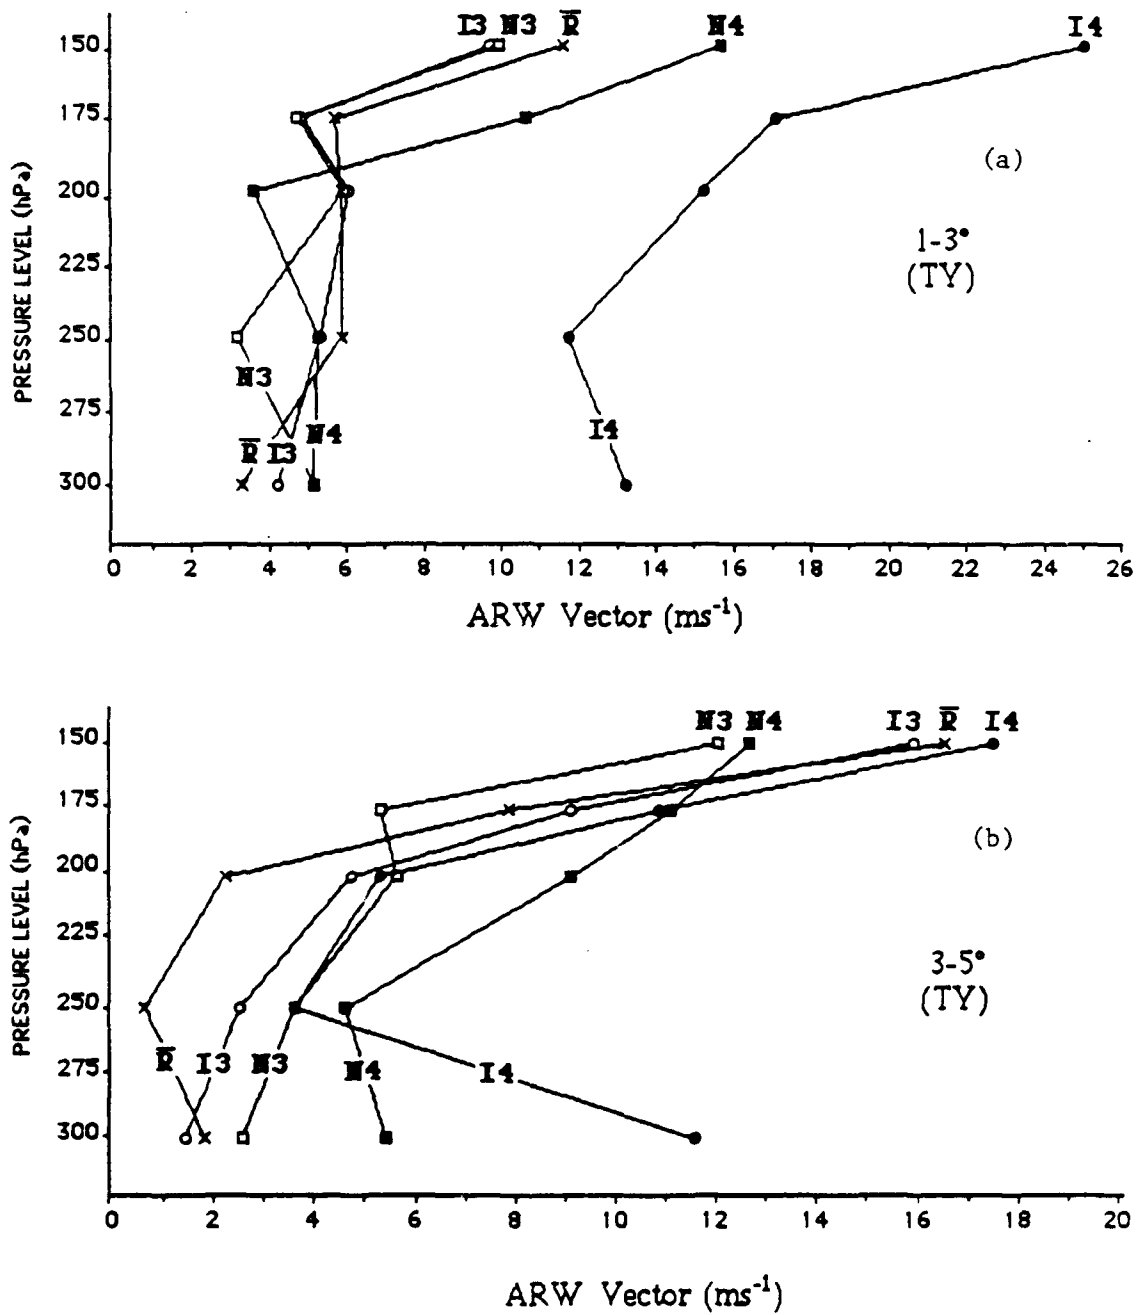 I3 N3 R̅ N4 I4
150
175
200
225
250
275
300
PRESSURE LEVEL (hPa)
(a)
1-3°
(TY)
N3
R̅ I3 N4
I4
0 2 4 6 8 10 12 14 16 18 20 22 24 26
ARW Vector (ms⁻¹)
N3 N4 I3 R̅ I4
150
175
200
225
250
275
300
PRESSURE LEVEL (hPa)
(b)
3-5°
(TY)
R̅ I3 N3 N4 I4
0 2 4 6 8 10 12 14 16 18 20
ARW Vector (ms⁻¹)